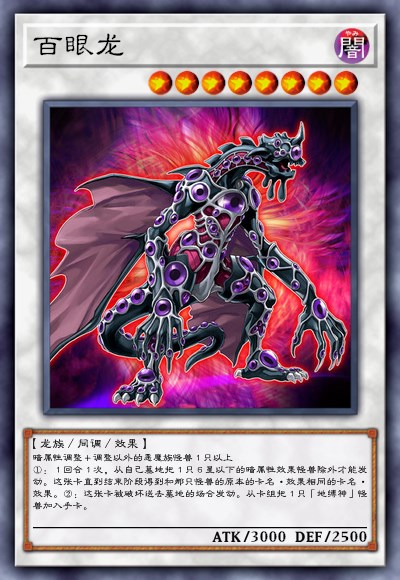 百眼龙
やみ
闇
【龙族／同调／效果】
暗属性调整＋调整以外的恶魔族怪兽1只以上
①：1回合1次，从自己墓地把1只6星以下的暗属性效果怪兽除外才能发
动。这张卡直到结束阶段得到和那只怪兽的原本的卡名·效果相同的卡名·
效果。②：这张卡被破坏送去墓地的场合发动。从卡组把1只「地缚神」怪
兽加入手卡。
ATK/3000 DEF/2500